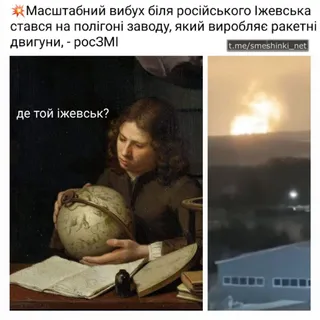 💥Масштабний вибух біля російського Іжевська
стався на полігоні заводу, який виробляє ракетні
двигуни, - росЗМІ
t.me/smeshinki_net
де той іжевськ?